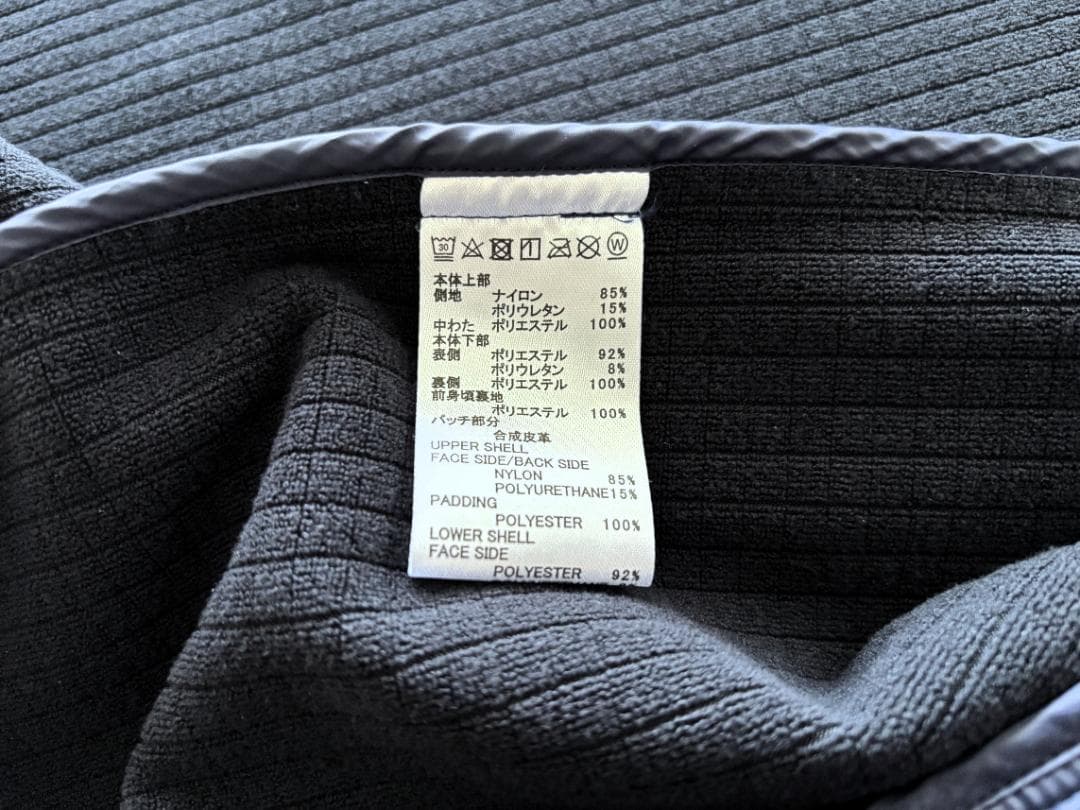 30 W
本体上部
側地 ナイロン 85%
ポリウレタン 15%
中わた ポリエステル 100%
本体下部
表側 ポリエステル 92%
ポリウレタン 8%
裏側 ポリエステル 100%
前身頃裏地
ポリエステル 100%
パッチ部分
合成皮革
UPPER SHELL
FACE SIDE/BACK SIDE
NYLON 85%
POLYURETHANE15%
PADDING
POLYESTER 100%
LOWER SHELL
FACE SIDE
POLYESTER 92%